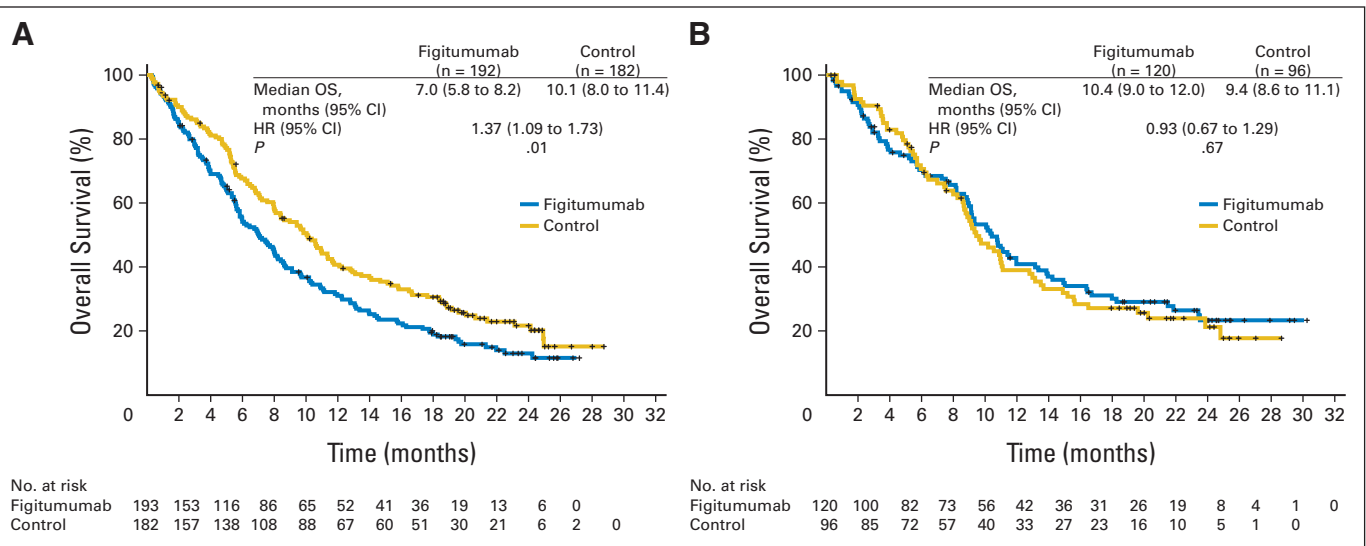 A
Figitumumab Control
(n = 192) (n = 182)
Median OS, 7.0 (5.8 to 8.2) 10.1 (8.0 to 11.4)
months (95% CI)
HR (95% CI) 1.37 (1.09 to 1.73)
P .01
Figitumumab
Control
Overall Survival (%)
100
80
60
40
20
0 2 4 6 8 10 12 14 16 18 20 22 24 26 28 30 32
Time (months)
No. at risk
Figitumumab 193 153 116 86 65 52 41 36 19 13 6 0
Control 182 157 138 108 88 67 60 51 30 21 6 2 0
B
Figitumumab Control
(n = 120) (n = 96)
Median OS, 10.4 (9.0 to 12.0) 9.4 (8.6 to 11.1)
months (95% CI)
HR (95% CI) 0.93 (0.67 to 1.29)
P .67
Figitumumab
Control
Overall Survival (%)
100
80
60
40
20
0 2 4 6 8 10 12 14 16 18 20 22 24 26 28 30 32
Time (months)
No. at risk
Figitumumab 120 100 82 73 56 42 36 31 26 19 8 4 1 0
Control 96 85 72 57 40 33 27 23 16 10 5 1 0